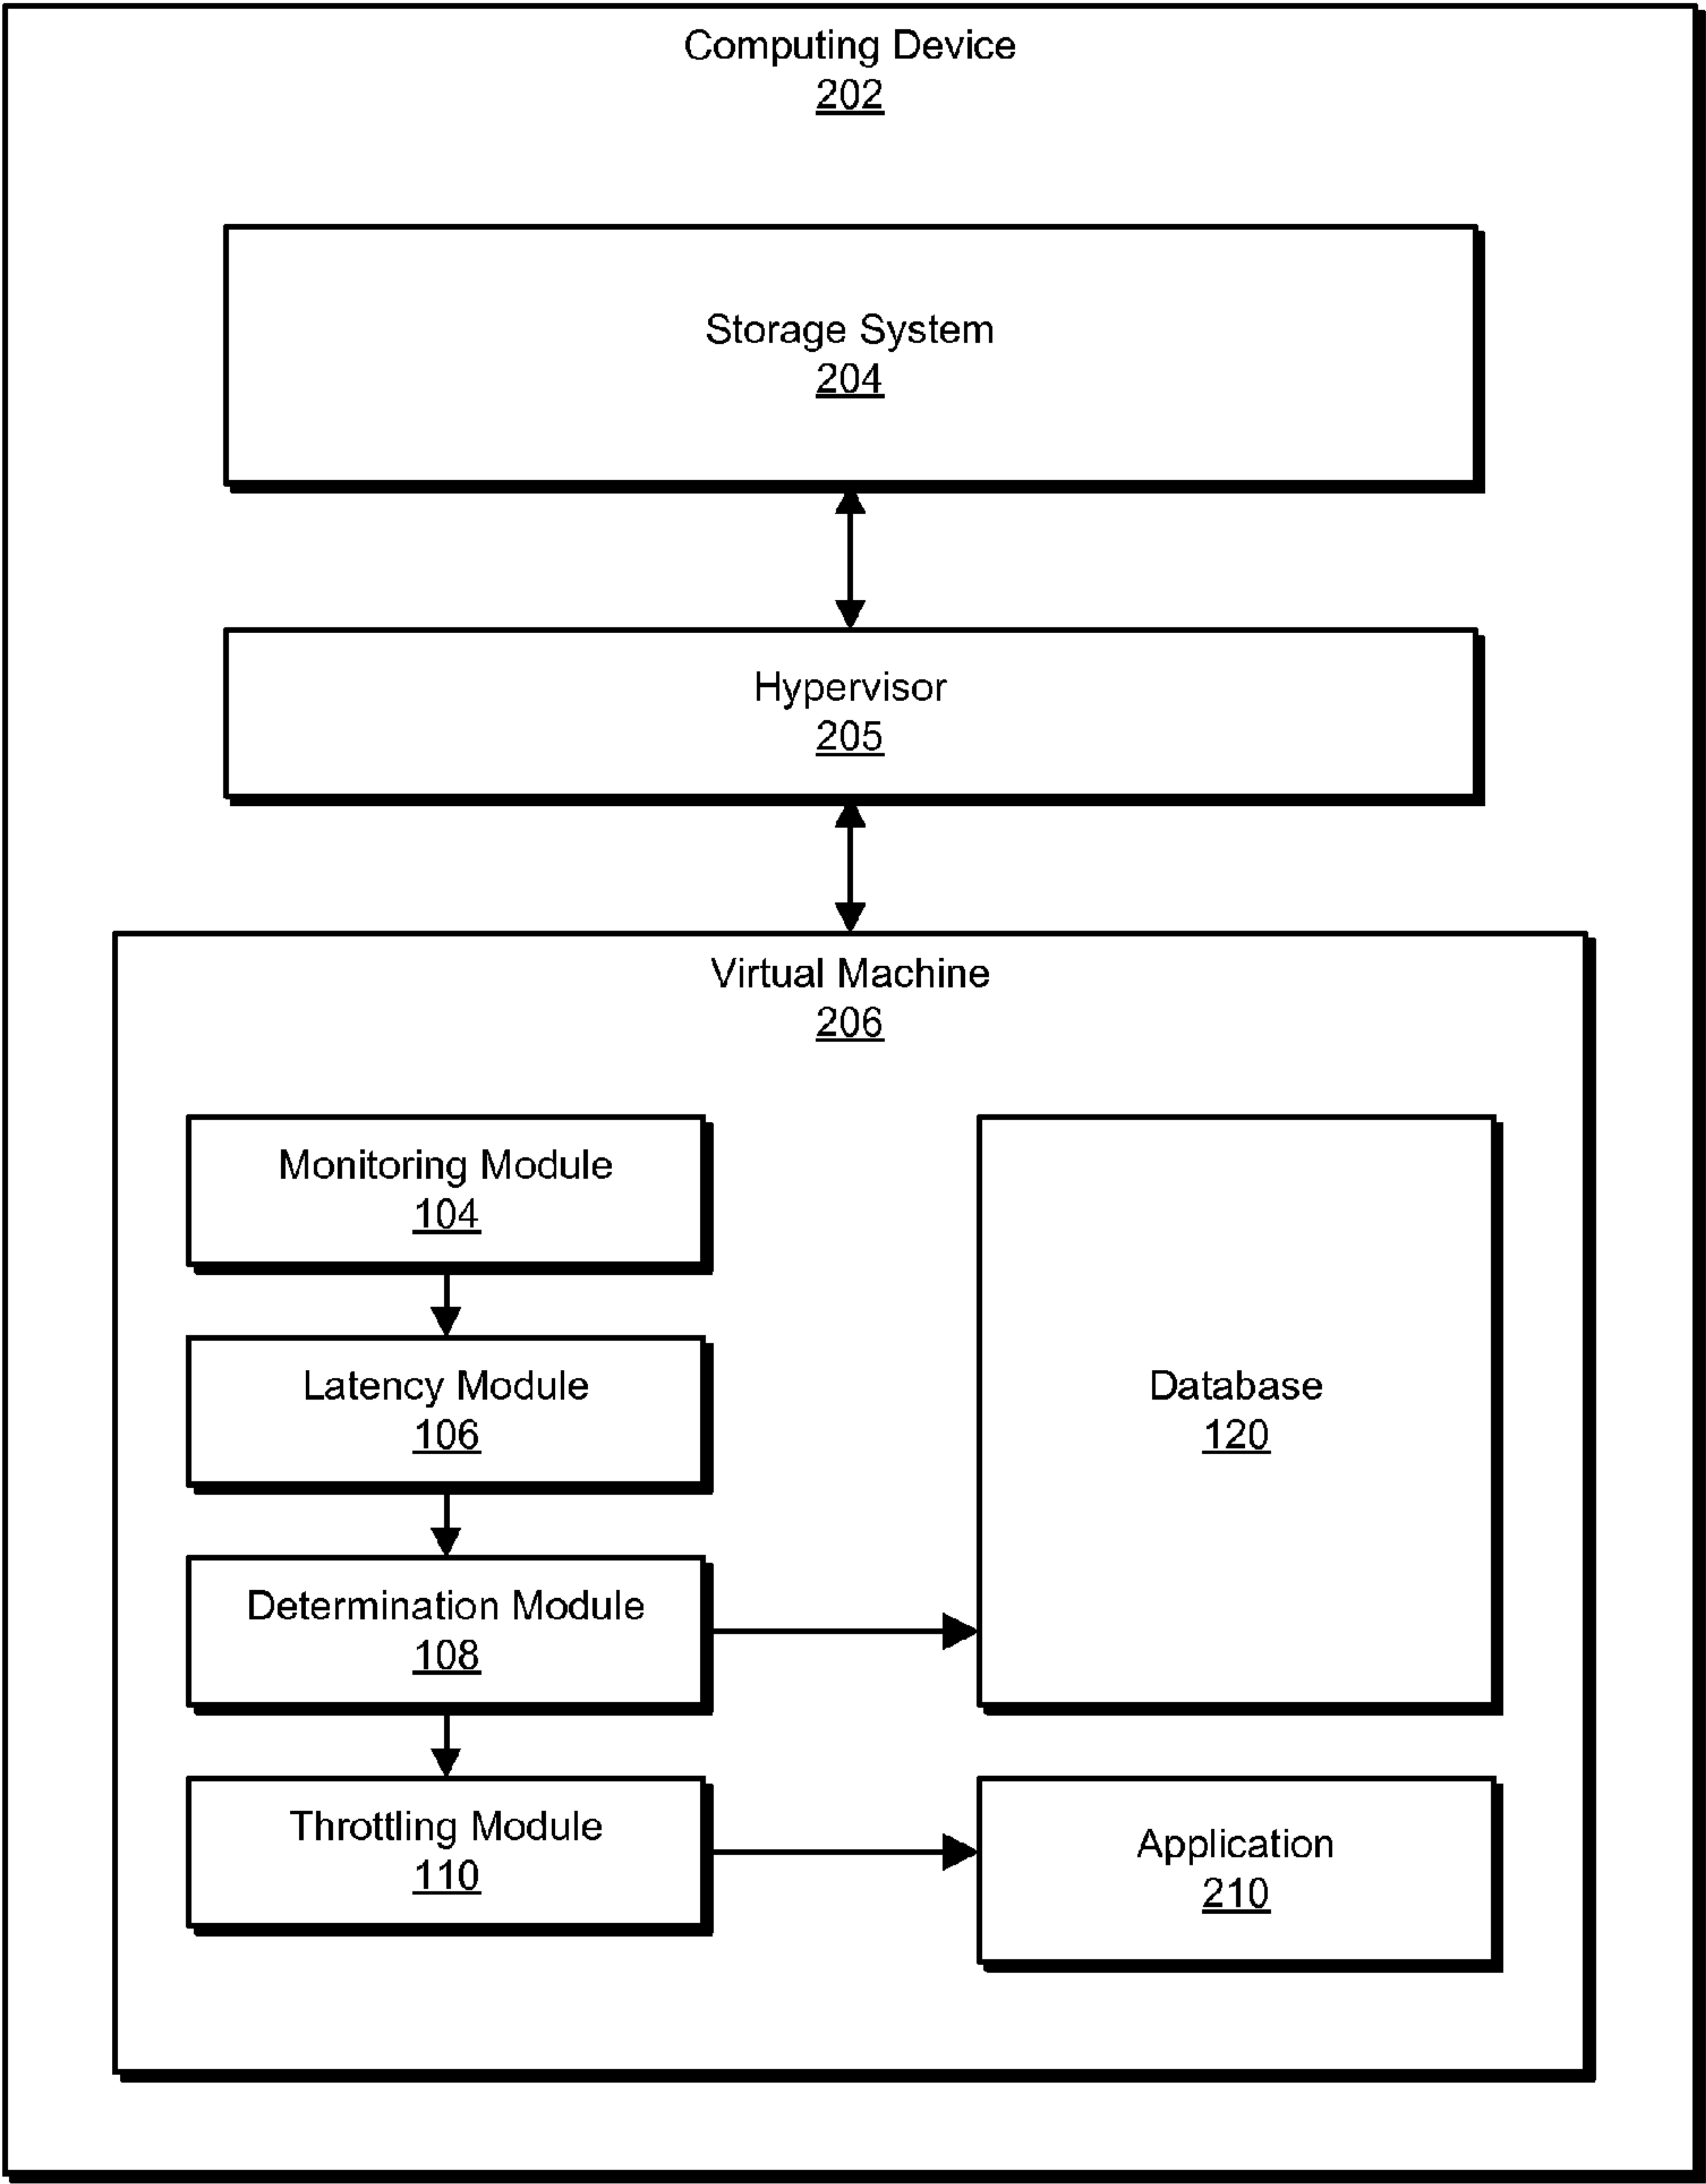 Computing Device
202
Storage System
204
Hypervisor
205
Virtual Machine
206
Monitoring Module
104
Latency Module
106
Determination Module
108
Throttling Module
110
Database
120
Application
210